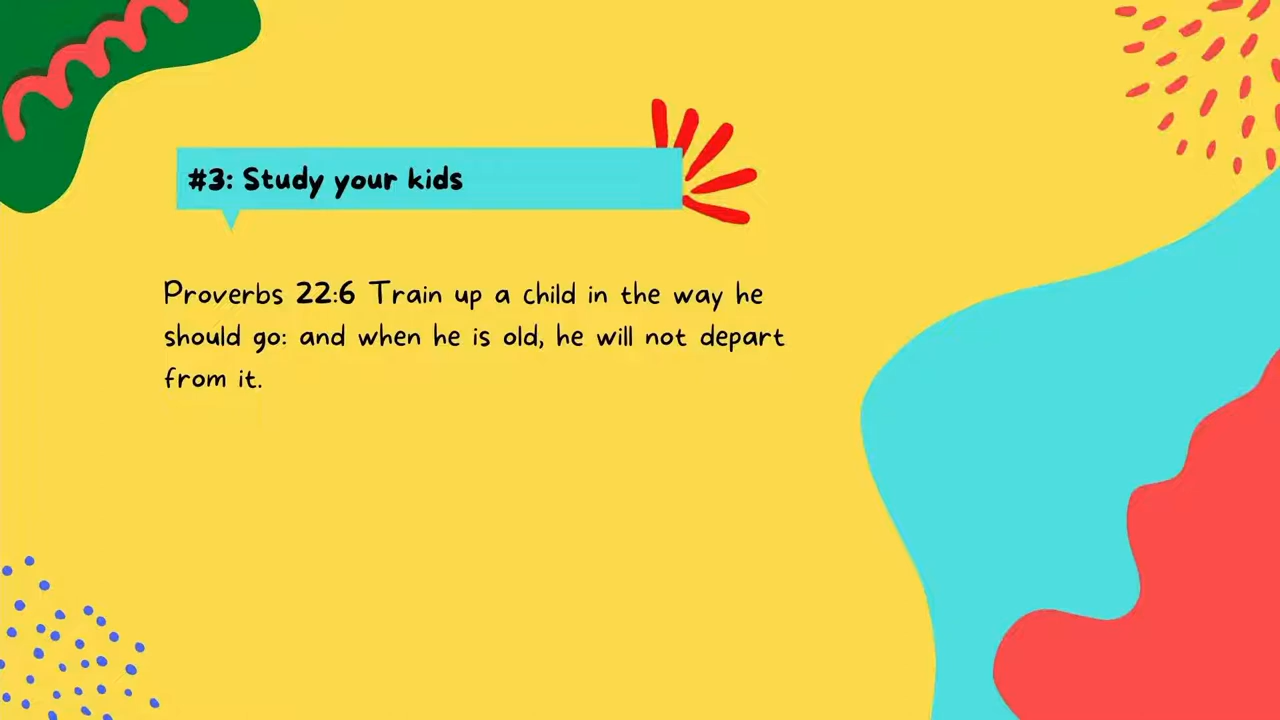 #3: Study your kids
Proverbs 22:6 Train up a child in the way he
should go: and when he is old, he will not depart
from it.